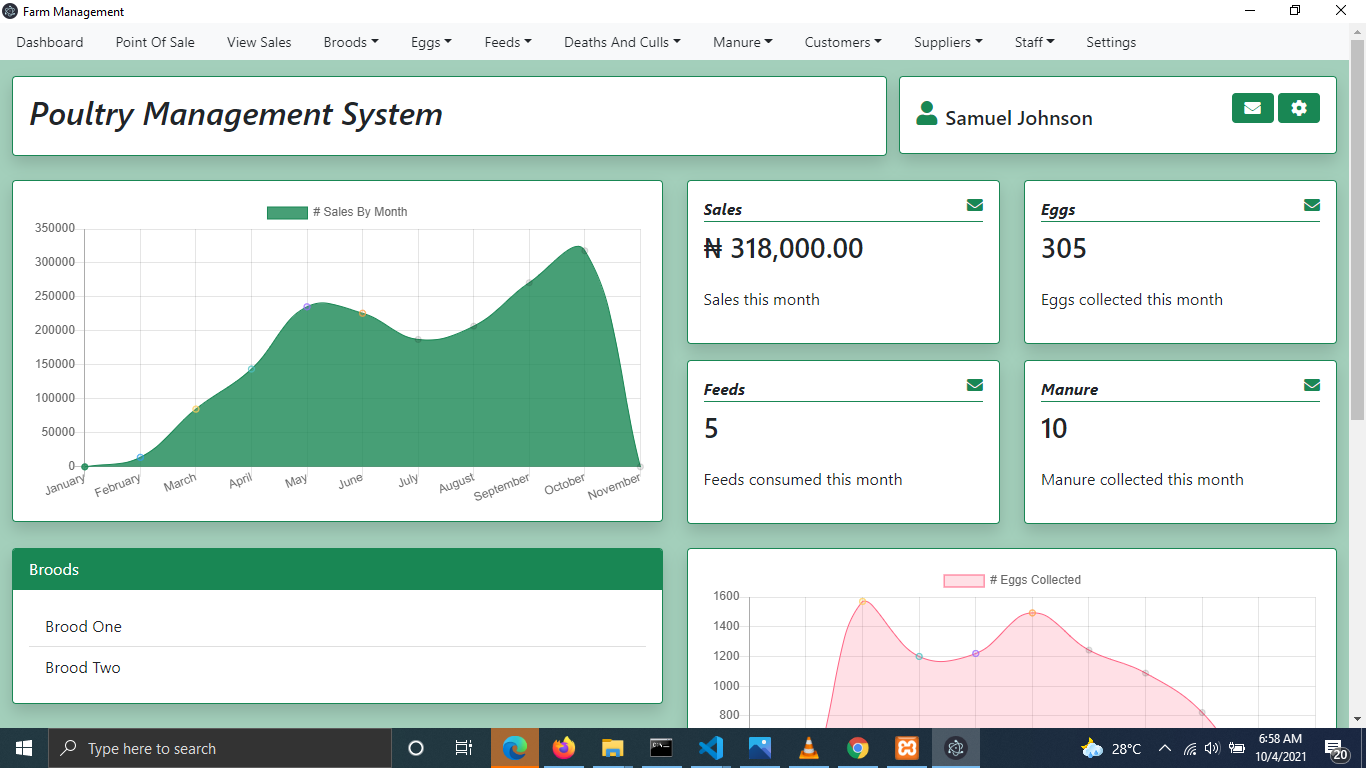 Farm Management
Dashboard Point Of Sale View Sales Broods Eggs Feeds Deaths And Culls Manure Customers Suppliers Staff Settings
Poultry Management System
Samuel Johnson
# Sales By Month
350000
300000
250000
200000
150000
100000
50000
0
January February March April May June July August September October November
Sales
₦ 318,000.00
Sales this month
Eggs
305
Eggs collected this month
Feeds
5
Feeds consumed this month
Manure
10
Manure collected this month
Broods
Brood One
Brood Two
# Eggs Collected
1600
1400
1200
1000
800
Type here to search
28°C
6:58 AM
10/4/2021
20